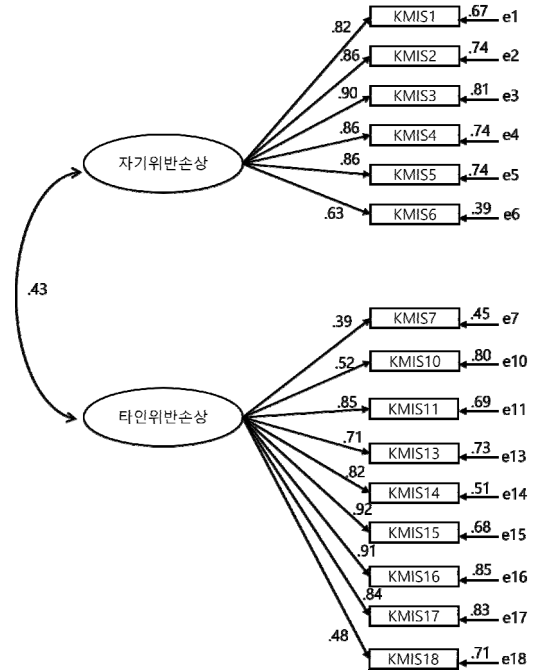 .82 KMIS1 .67 e1
.86 KMIS2 .74 e2
.90 KMIS3 .81 e3
.86 KMIS4 .74 e4
자기위반손상
.86 KMIS5 .74 e5
.63 KMIS6 .39 e6
.43
.39 KMIS7 .45 e7
.52 KMIS10 .80 e10
.85 KMIS11 .69 e11
타인위반손상
.71 KMIS13 .73 e13
.82 KMIS14 .51 e14
.92 KMIS15 .68 e15
.91 KMIS16 .85 e16
.84 KMIS17 .83 e17
.48 KMIS18 .71 e18